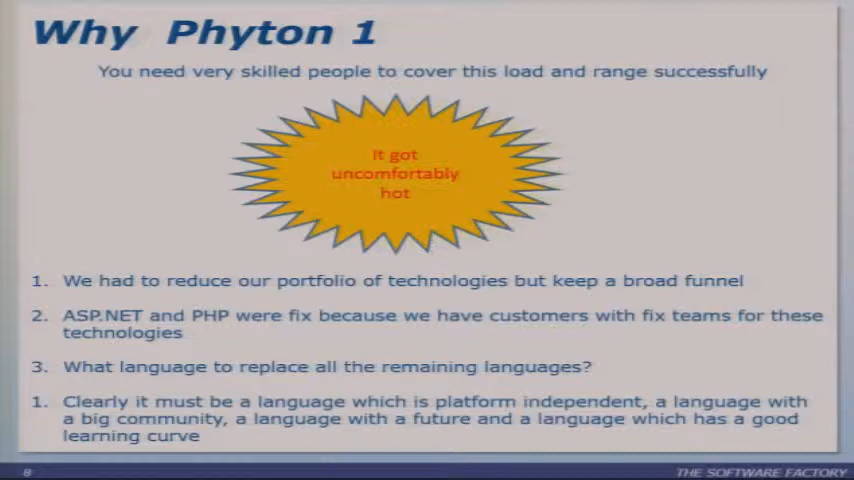 Why Phyton 1
You need very skilled people to cover this load and range successfully
It got
uncomfortably
hot
1. We had to reduce our portfolio of technologies but keep a broad funnel
2. ASP.NET and PHP were fix because we have customers with fix teams for these
technologies
3. What language to replace all the remaining languages?
1. Clearly it must be a language which is platform independent, a language with
a big community, a language with a future and a language which has a good
learning curve
8
THE SOFTWARE FACTORY